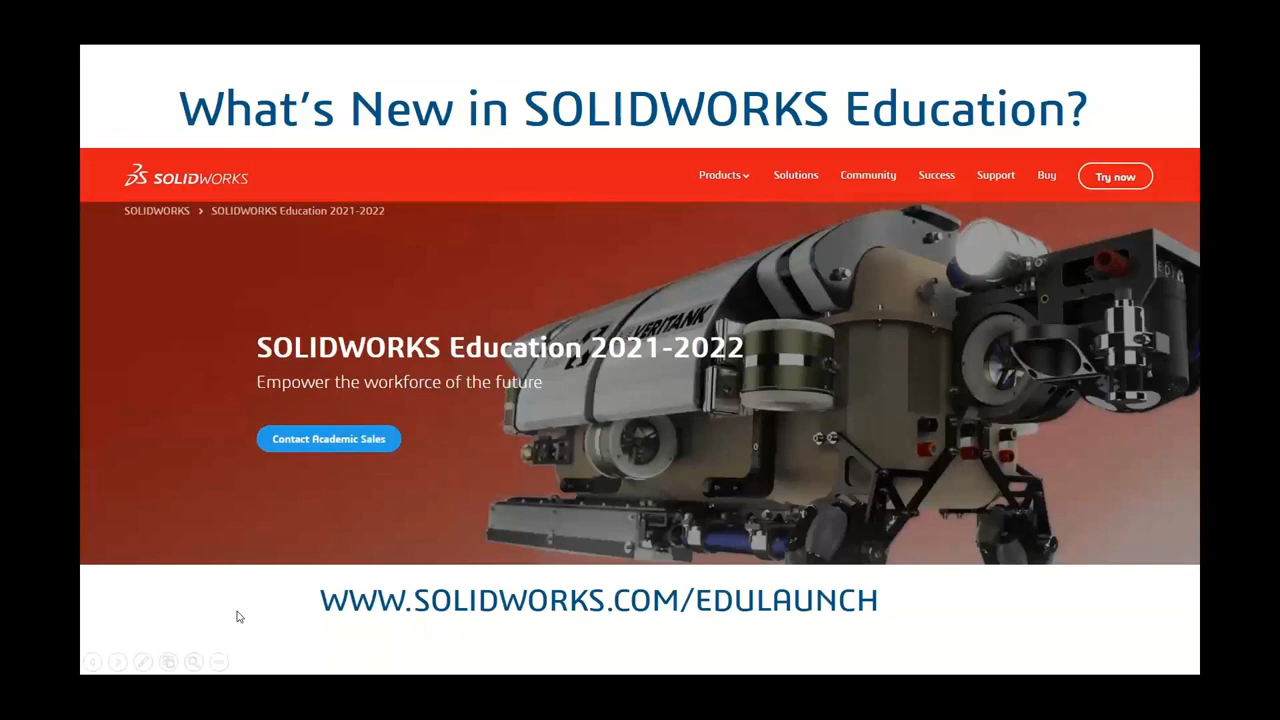 What's New in SOLIDWORKS Education?
SOLIDWORKS
Products Solutions Community Success Support Buy Try now
SOLIDWORKS > SOLIDWORKS Education 2021-2022
VERITANK
SOLIDWORKS Education 2021-2022
Empower the workforce of the future
Contact Academic Sales
WWW.SOLIDWORKS.COM/EDULAUNCH